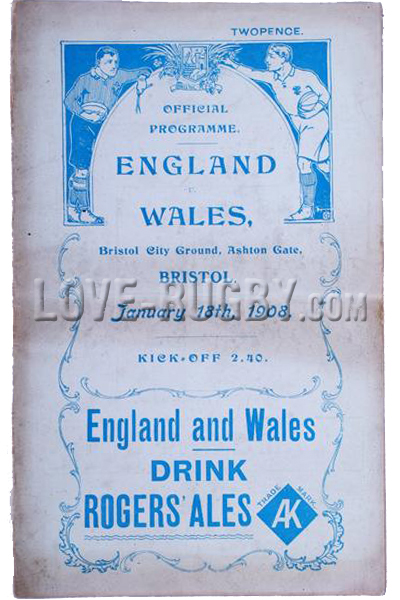 TWOPENCE.
OFFICIAL
PROGRAMME.
ENGLAND
V.
WALES,
Bristol City Ground, Ashton Gate.
BRISTOL.
LOVE-RUGBY.COM
January 18th, 1908.
KICK-OFF 2.40.
England and Wales
DRINK
ROGERS' ALES
TRADE MARK
AK